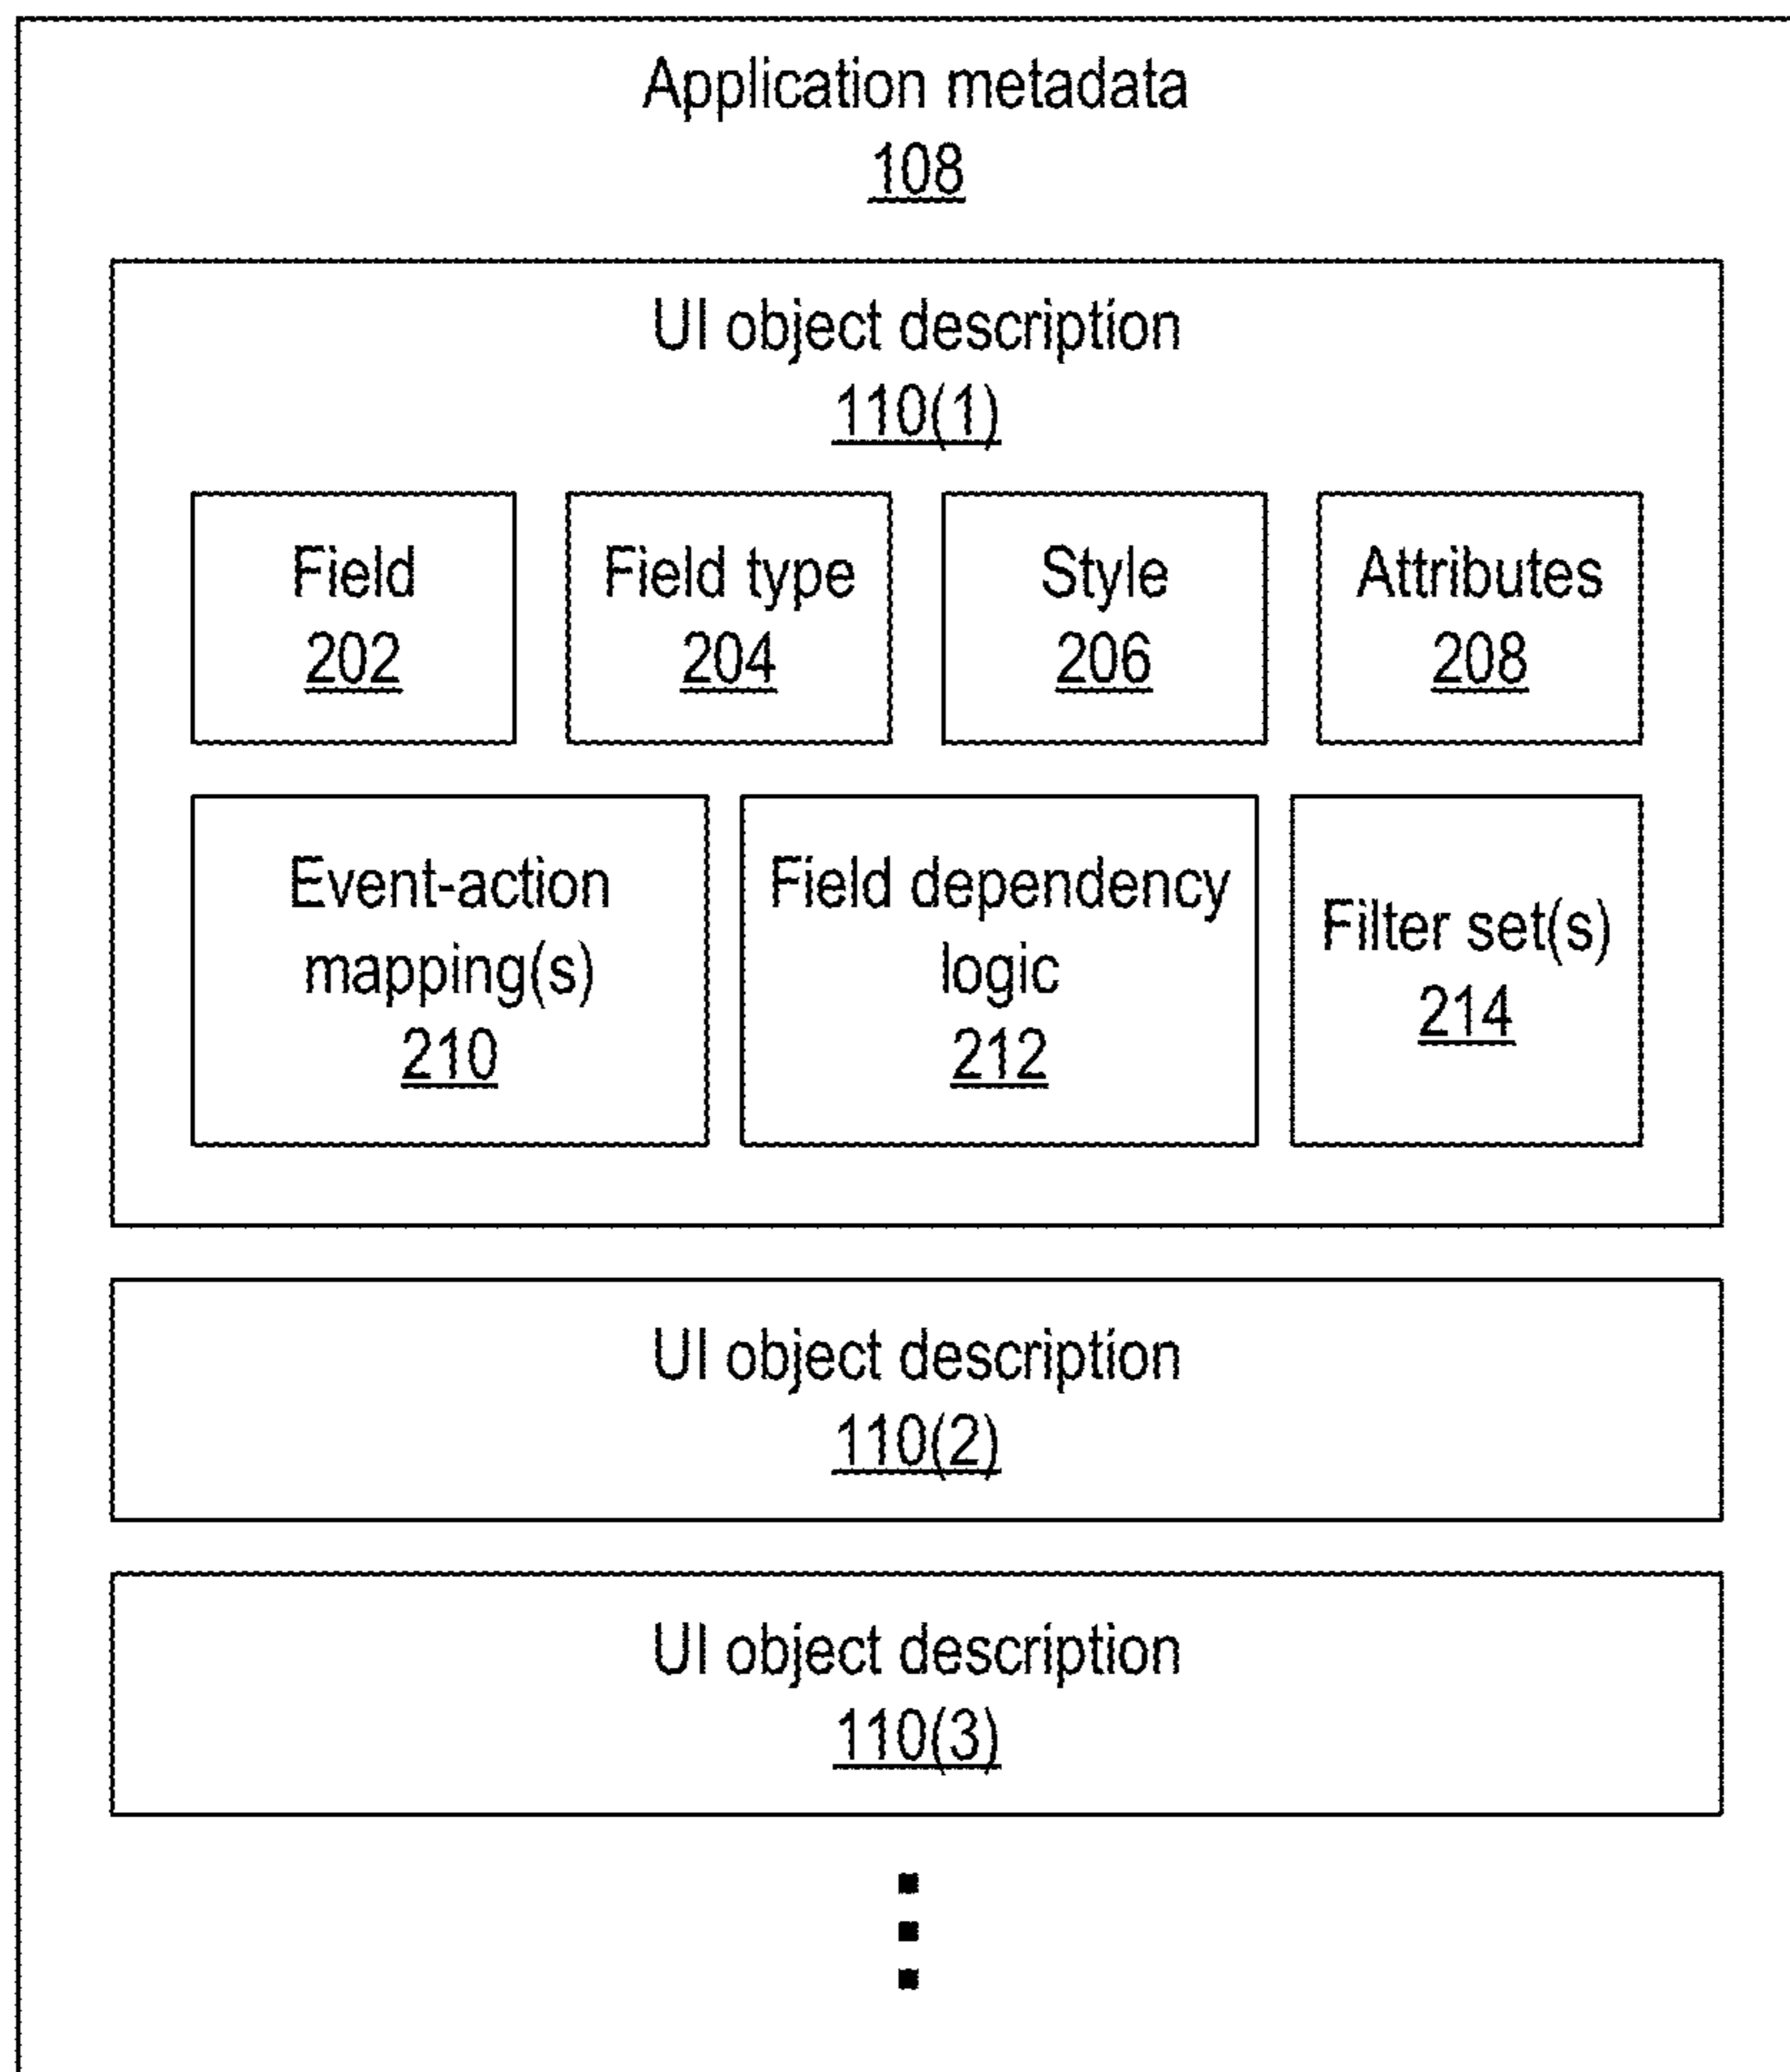 Application metadata
108
UI object description
110(1)
Field
202
Field type
204
Style
206
Attributes
208
Event-action
mapping(s)
210
Field dependency
logic
212
Filter set(s)
214
UI object description
110(2)
UI object description
110(3)